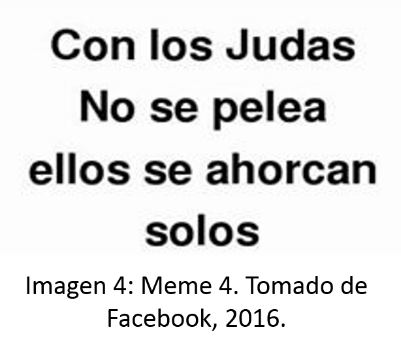 Con los Judas
No se pelea
ellos se ahorcan
solos
Imagen 4: Meme 4. Tomado de
Facebook, 2016.